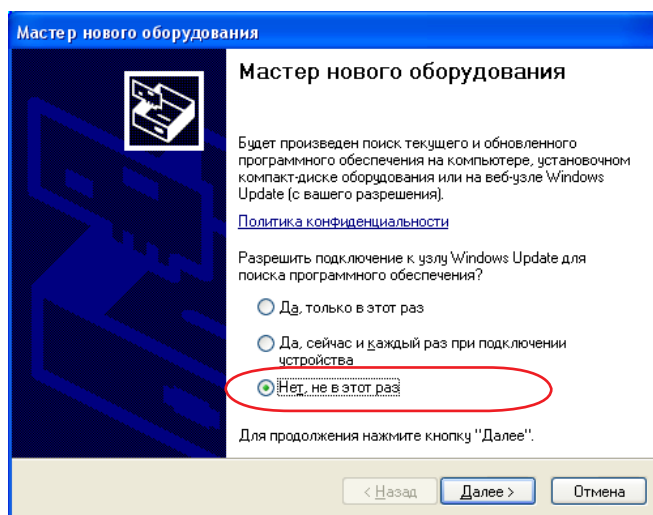 Мастер нового оборудования
Мастер нового оборудования
Будет произведен поиск текущего и обновленного
программного обеспечения на компьютере, установочном
компакт-диске оборудования или на веб-узле Windows
Update (с вашего разрешения).
Политика конфиденциальности
Разрешить подключение к узлу Windows Update для
поиска программного обеспечения?
Да, только в этот раз
Да, сейчас и каждый раз при подключении
устройства
Нет, не в этот раз
Для продолжения нажмите кнопку "Далее".
< Назад
Далее >
Отмена